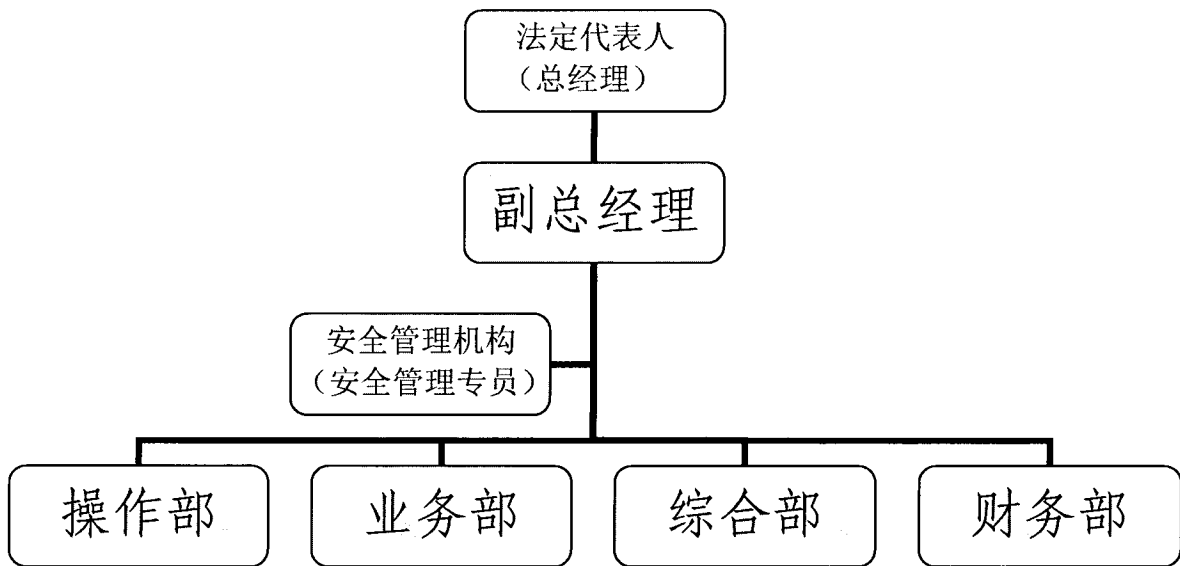 法定代表人
（总经理）
副总经理
安全管理机构
（安全管理专员）
操作部
业务部
综合部
财务部